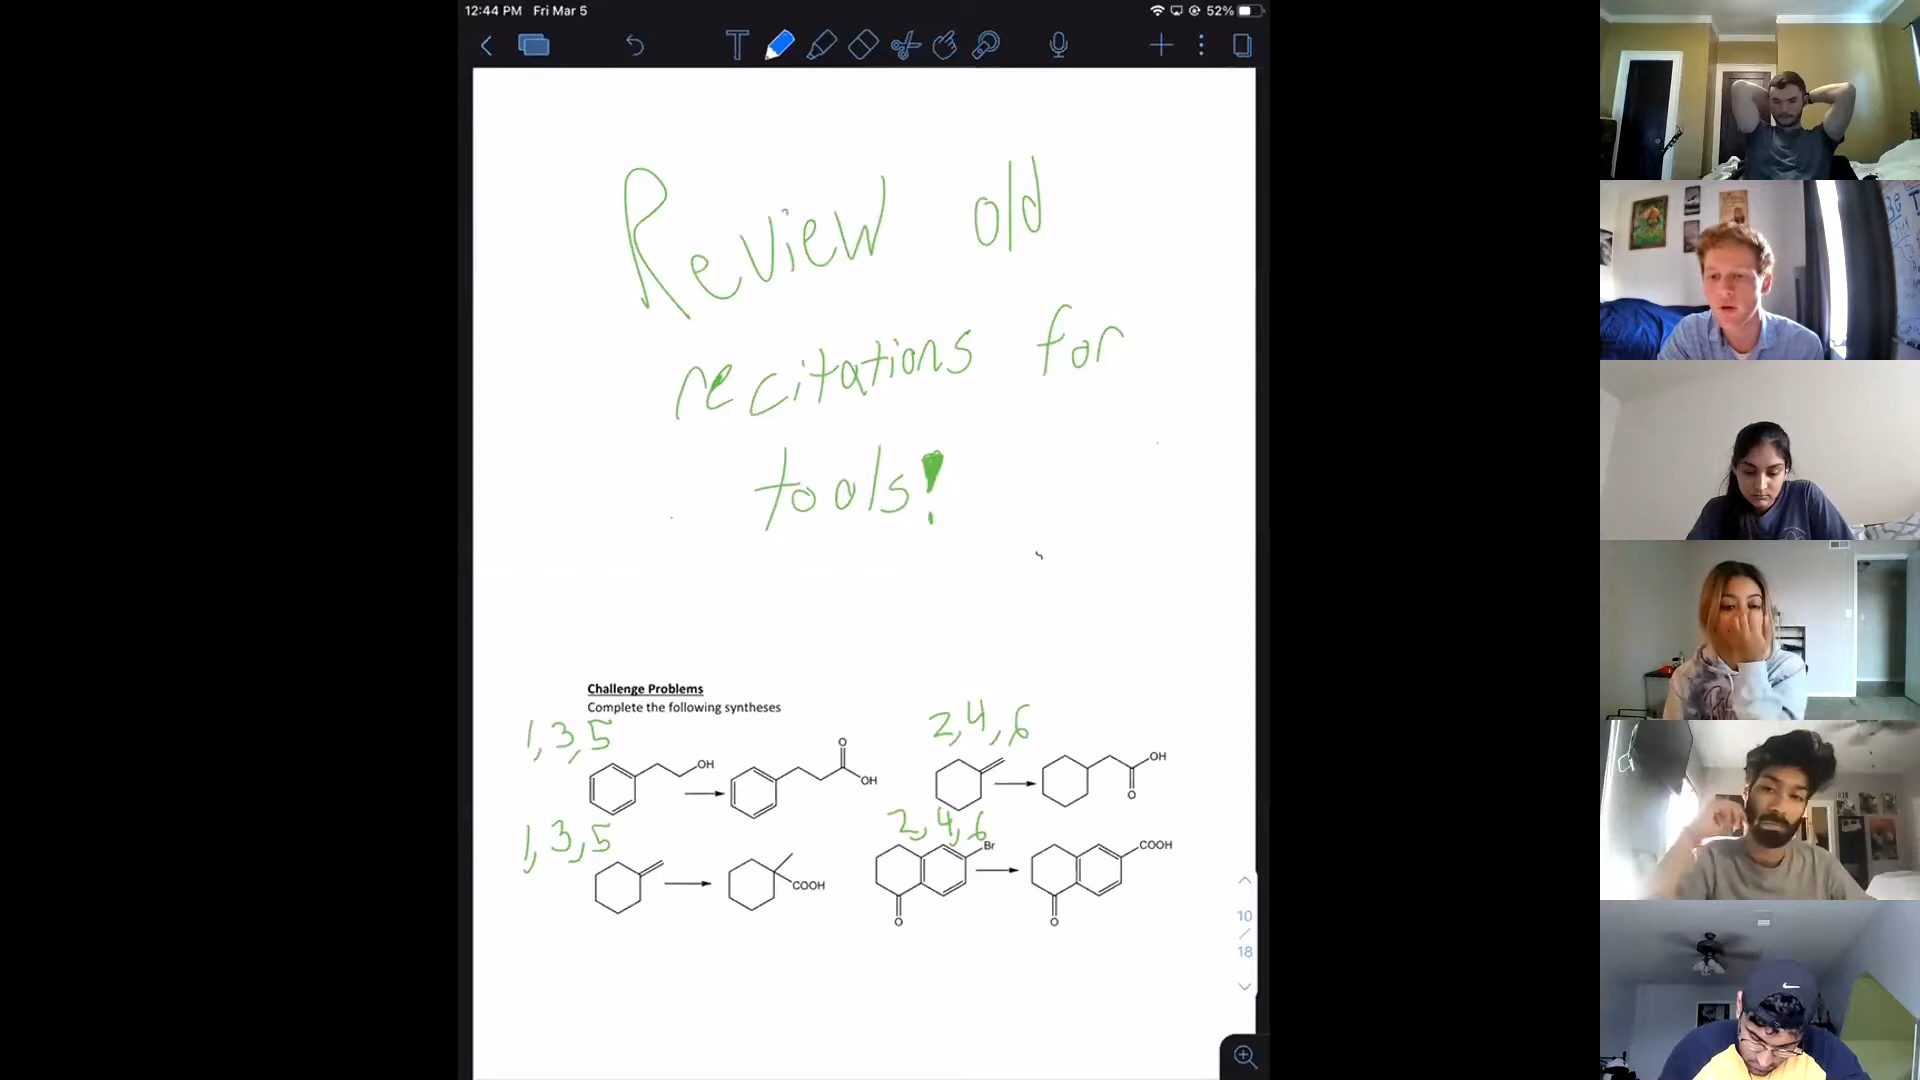 12:44 PM Fri Mar 5
52%
Review old
recitations for
tools!
Challenge Problems
Complete the following syntheses
1,3,5
2,4,6
OH
O
OH
OH
O
1,3,5
2,4,6
COOH
Br
O
COOH
O
10
/
18